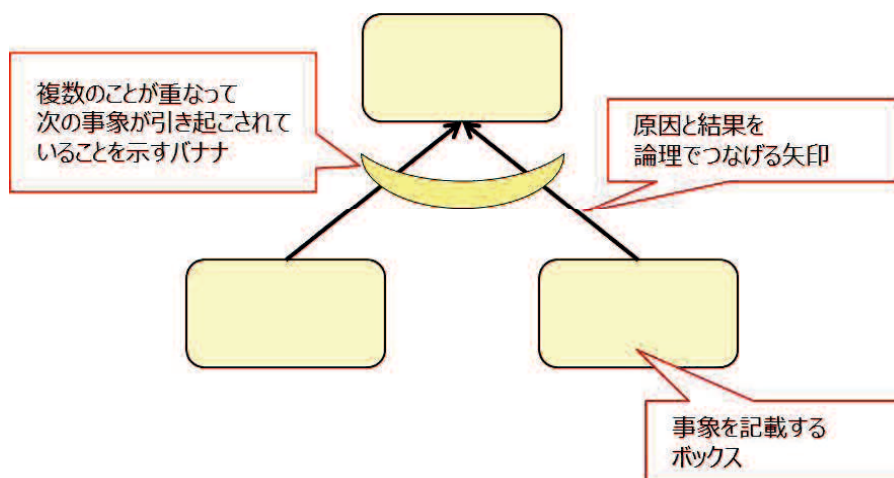 複数のことが重なって
次の事象が引き起こされて
いることを示すバナナ
原因と結果を
論理でつなげる矢印
事象を記載する
ボックス